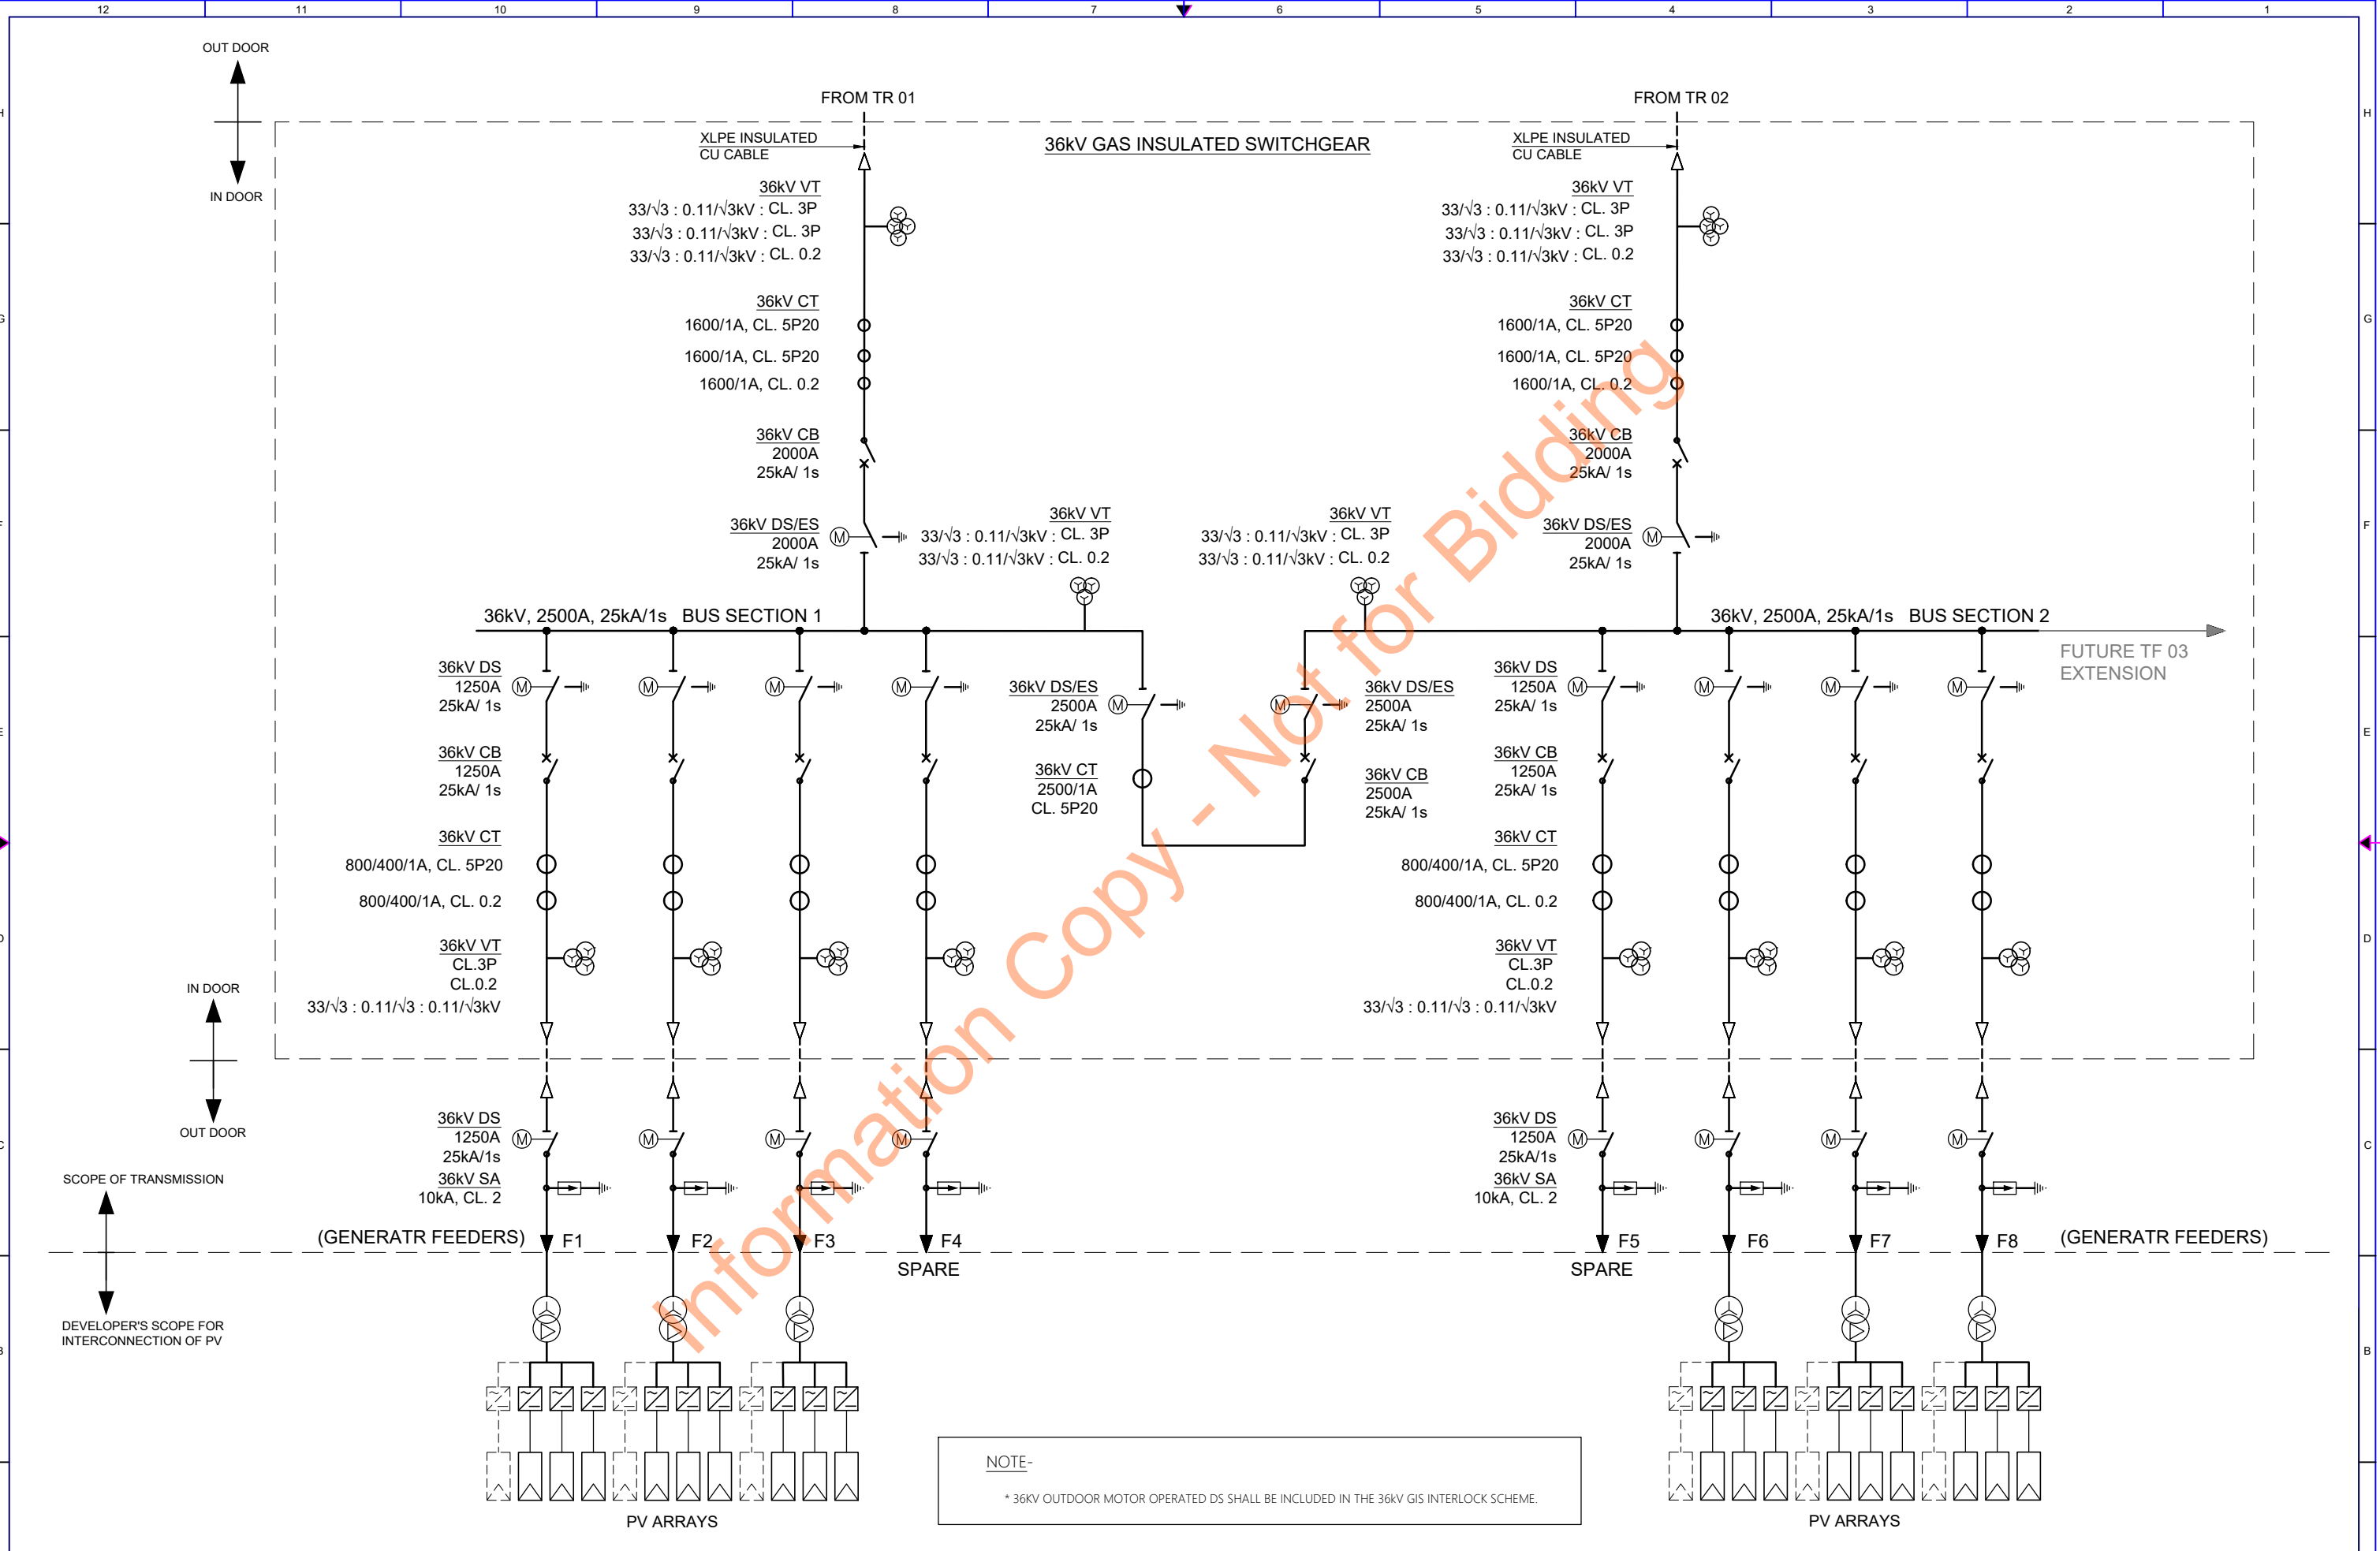 12 11 10 9 8 7 6 5 4 3 2 1
OUT DOOR
IN DOOR
H
H
FROM TR 01
FROM TR 02
XLPE INSULATED
CU CABLE
36kV GAS INSULATED SWITCHGEAR
XLPE INSULATED
CU CABLE
36kV VT
33/√3 : 0.11/√3kV : CL. 3P
33/√3 : 0.11/√3kV : CL. 3P
33/√3 : 0.11/√3kV : CL. 0.2
36kV VT
33/√3 : 0.11/√3kV : CL. 3P
33/√3 : 0.11/√3kV : CL. 3P
33/√3 : 0.11/√3kV : CL. 0.2
G
G
36kV CT
1600/1A, CL. 5P20
1600/1A, CL. 5P20
1600/1A, CL. 0.2
36kV CT
1600/1A, CL. 5P20
1600/1A, CL. 5P20
1600/1A, CL. 0.2
36kV CB
2000A
25kA/ 1s
36kV CB
2000A
25kA/ 1s
F
F
36kV DS/ES
2000A
25kA/ 1s
M
36kV VT
33/√3 : 0.11/√3kV : CL. 3P
33/√3 : 0.11/√3kV : CL. 0.2
36kV VT
33/√3 : 0.11/√3kV : CL. 3P
33/√3 : 0.11/√3kV : CL. 0.2
36kV DS/ES
2000A
25kA/ 1s
M
36kV, 2500A, 25kA/1s BUS SECTION 1
36kV, 2500A, 25kA/1s BUS SECTION 2
FUTURE TF 03
EXTENSION
36kV DS
1250A
25kA/ 1s
M M M M
36kV DS/ES
2500A
25kA/ 1s
M
M
36kV DS/ES
2500A
25kA/ 1s
36kV DS
1250A
25kA/ 1s
M M M M
E
E
36kV CB
1250A
25kA/ 1s
36kV CT
2500/1A
CL. 5P20
36kV CB
2500A
25kA/ 1s
36kV CB
1250A
25kA/ 1s
36kV CT
800/400/1A, CL. 5P20
800/400/1A, CL. 0.2
36kV CT
800/400/1A, CL. 5P20
800/400/1A, CL. 0.2
D
D
36kV VT
CL.3P
CL.0.2
33/√3 : 0.11/√3 : 0.11/√3kV
36kV VT
CL.3P
CL.0.2
33/√3 : 0.11/√3 : 0.11/√3kV
IN DOOR
OUT DOOR
C
C
36kV DS
1250A
25kA/1s
M M M M
36kV SA
10kA, CL. 2
36kV DS
1250A
25kA/1s
M M M M
36kV SA
10kA, CL. 2
SCOPE OF TRANSMISSION
(GENERATR FEEDERS) F1 F2 F3 F4
SPARE
F5 F6 F7 F8 (GENERATR FEEDERS)
SPARE
DEVELOPER'S SCOPE FOR
INTERCONNECTION OF PV
B
B
PV ARRAYS
PV ARRAYS
NOTE-
* 36KV OUTDOOR MOTOR OPERATED DS SHALL BE INCLUDED IN THE 36kV GIS INTERLOCK SCHEME.
Information Copy - Not for Bidding